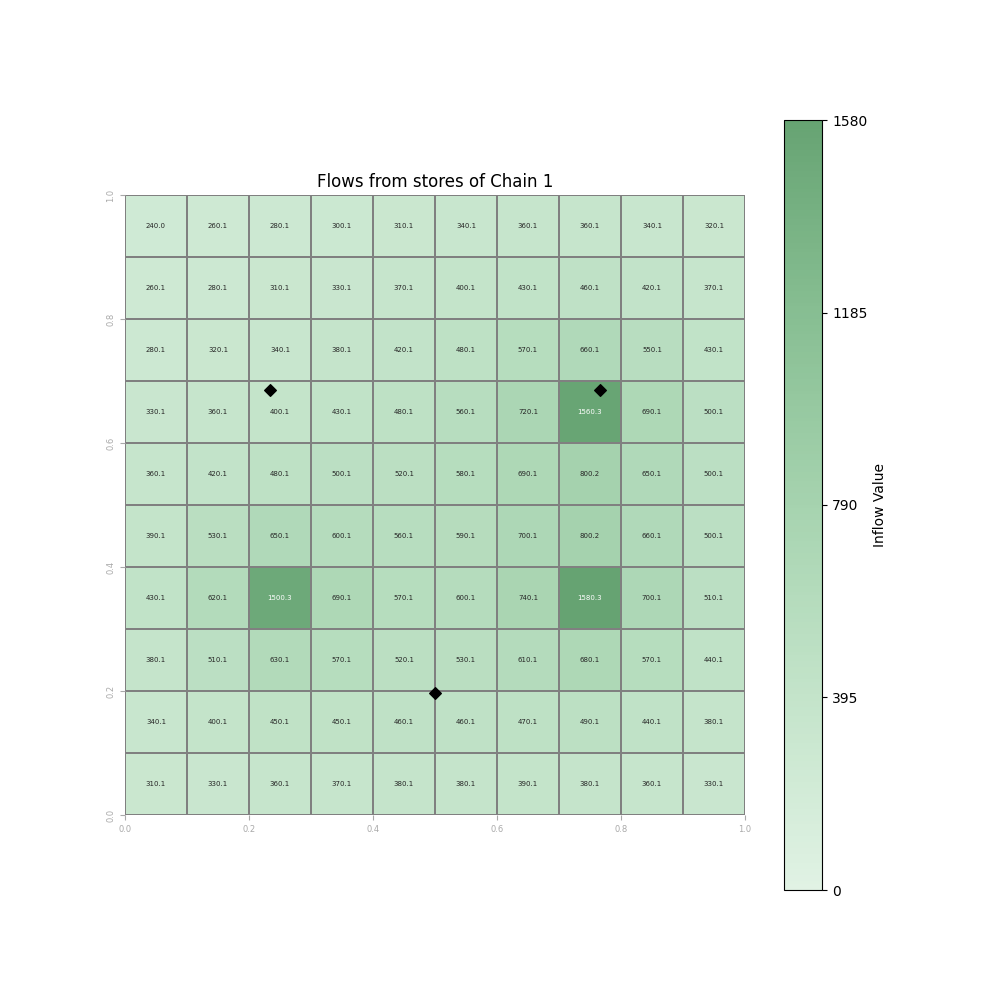 Flows from stores of Chain 1
1.0
240.0 260.1 280.1 300.1 310.1 340.1 360.1 360.1 340.1 320.1
260.1 280.1 310.1 330.1 370.1 400.1 430.1 460.1 420.1 370.1
0.8
280.1 320.1 340.1 380.1 420.1 480.1 570.1 660.1 550.1 430.1
330.1 360.1 400.1 430.1 480.1 560.1 720.1 1560.3 690.1 500.1
0.6
360.1 420.1 480.1 500.1 520.1 580.1 690.1 800.2 650.1 500.1
390.1 530.1 650.1 600.1 560.1 590.1 700.1 800.2 660.1 500.1
0.4
430.1 620.1 1500.3 690.1 570.1 600.1 740.1 1580.3 700.1 510.1
380.1 510.1 630.1 570.1 520.1 530.1 610.1 680.1 570.1 440.1
0.2
340.1 400.1 450.1 450.1 460.1 460.1 470.1 490.1 440.1 380.1
310.1 330.1 360.1 370.1 380.1 380.1 390.1 380.1 360.1 330.1
0.0
0.0 0.2 0.4 0.6 0.8 1.0
1580
1185
790
395
0
Inflow Value